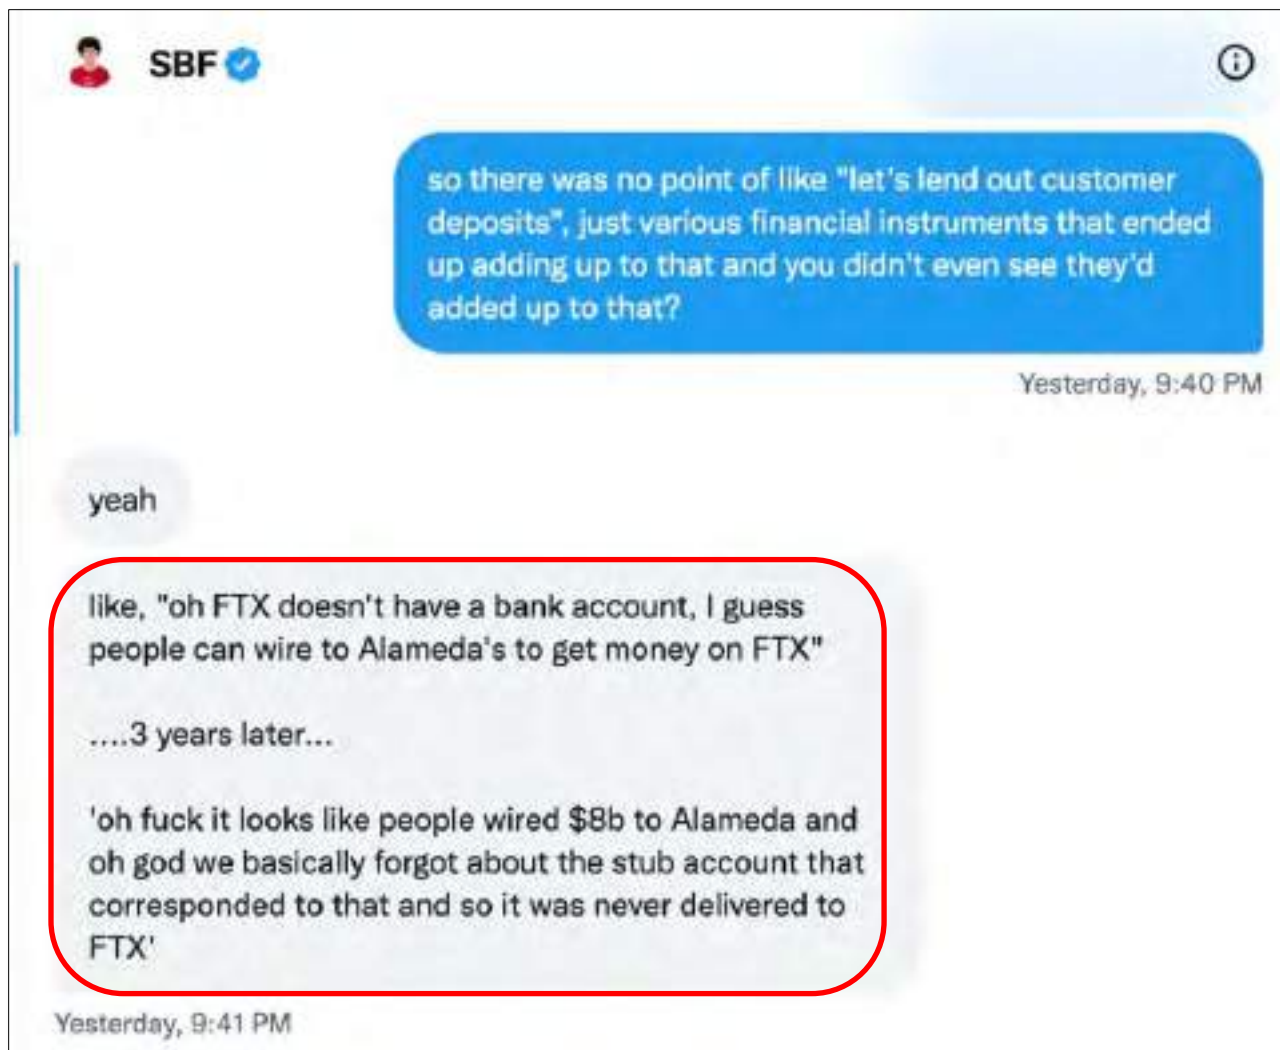 SBF
so there was no point of like "let's lend out customer
deposits", just various financial instruments that ended
up adding up to that and you didn't even see they'd
added up to that?
Yesterday, 9:40 PM
yeah
like, "oh FTX doesn't have a bank account, I guess
people can wire to Alameda's to get money on FTX"
....3 years later...
'oh fuck it looks like people wired $8b to Alameda and
oh god we basically forgot about the stub account that
corresponded to that and so it was never delivered to
FTX'
Yesterday, 9:41 PM